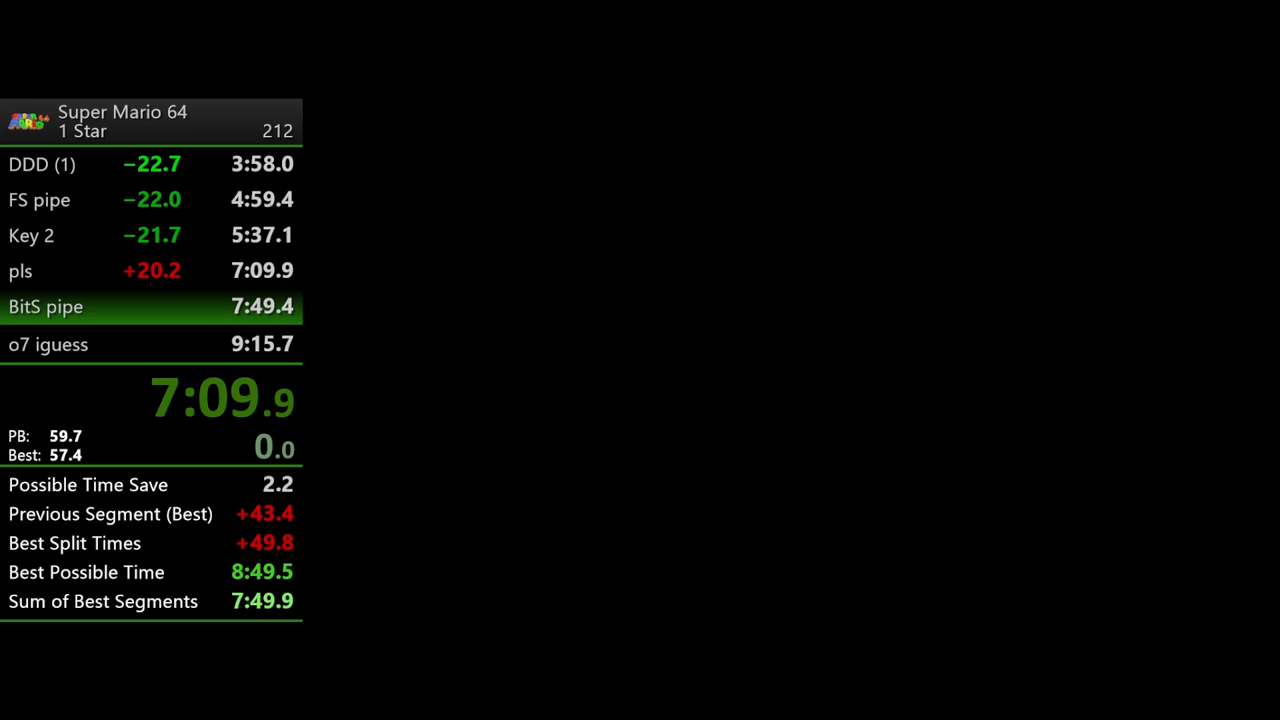 Super Mario 64
1 Star 212
DDD (1) −22.7 3:58.0
FS pipe −22.0 4:59.4
Key 2 −21.7 5:37.1
pls +20.2 7:09.9
BitS pipe 7:49.4
o7 iguess 9:15.7
7:09.9
PB: 59.7
Best: 57.4
0.0
Possible Time Save 2.2
Previous Segment (Best) +43.4
Best Split Times +49.8
Best Possible Time 8:49.5
Sum of Best Segments 7:49.9